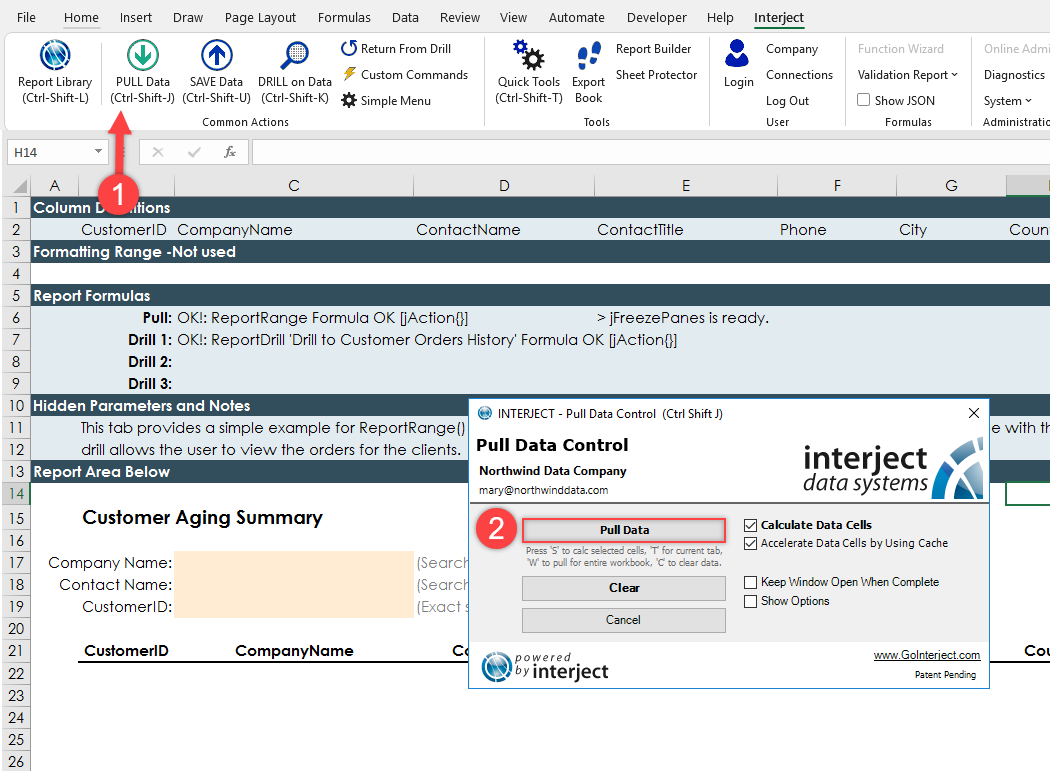 File Home Insert Draw Page Layout Formulas Data Review View Automate Developer Help Interject
Report Library
(Ctrl-Shift-L)
PULL Data
(Ctrl-Shift-J)
SAVE Data
(Ctrl-Shift-U)
DRILL on Data
(Ctrl-Shift-K)
Return From Drill
Custom Commands
Simple Menu
Common Actions
Quick Tools
(Ctrl-Shift-T)
Export
Book
Report Builder
Sheet Protector
Tools
Login
Company
Connections
Log Out
User
Function Wizard
Validation Report
Show JSON
Formulas
Online Admi
Diagnostics
System
Administratio
H14
fx
1
A C D E F G
1 Column D
2 CustomerID CompanyName ContactName ContactTitle Phone City Coun
3 Formatting Range -Not used
4
5 Report Formulas
6 Pull: OK!: ReportRange Formula OK [jAction{}] > jFreezePanes is ready.
7 Drill 1: OK!: ReportDrill 'Drill to Customer Orders History' Formula OK [jAction{}]
8 Drill 2:
9 Drill 3:
10 Hidden Parameters and Notes
11 This tab provides a simple example for ReportRange() e with th
12 drill allows the user to view the orders for the clients.
13 Report Area Below
14
15 Customer Aging Summary
16
17 Company Name: (Search
18 Contact Name: (Search
19 CustomerID: (Exact s
20
21 CustomerID CompanyName Co Cou
22
23
24
25
26
INTERJECT - Pull Data Control (Ctrl Shift J)
Pull Data Control
Northwind Data Company
mary@northwinddata.com
interject
data systems
2
Pull Data
Press 'S' to calc selected cells, 'T' for current tab,
'W' to pull for entire workbook, 'C' to clear data.
Clear
Cancel
Calculate Data Cells
Accelerate Data Cells by Using Cache
Keep Window Open When Complete
Show Options
powered
by interject
www.GoInterject.com
Patent Pending